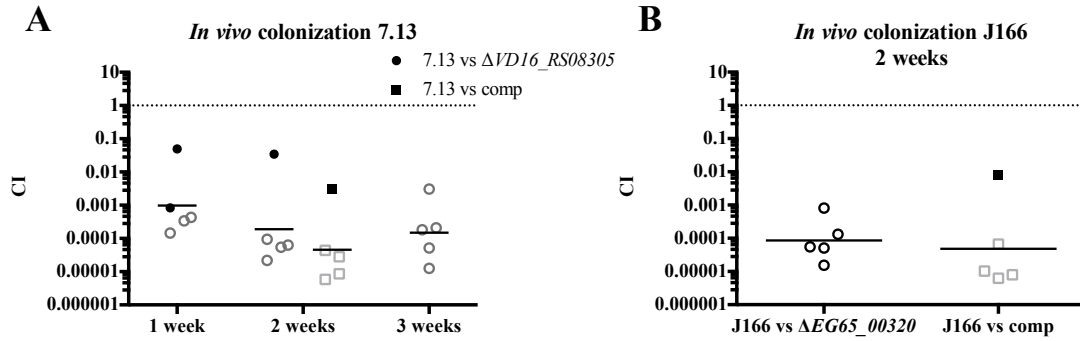 A
In vivo colonization 7.13
7.13 vs ΔVD16_RS08305
7.13 vs comp
CI
10
1
0.1
0.01
0.001
0.0001
0.00001
0.000001
1 week 2 weeks 3 weeks
B
In vivo colonization J166
2 weeks
CI
10
1
0.1
0.01
0.001
0.0001
0.00001
0.000001
J166 vs ΔEG65_00320 J166 vs comp